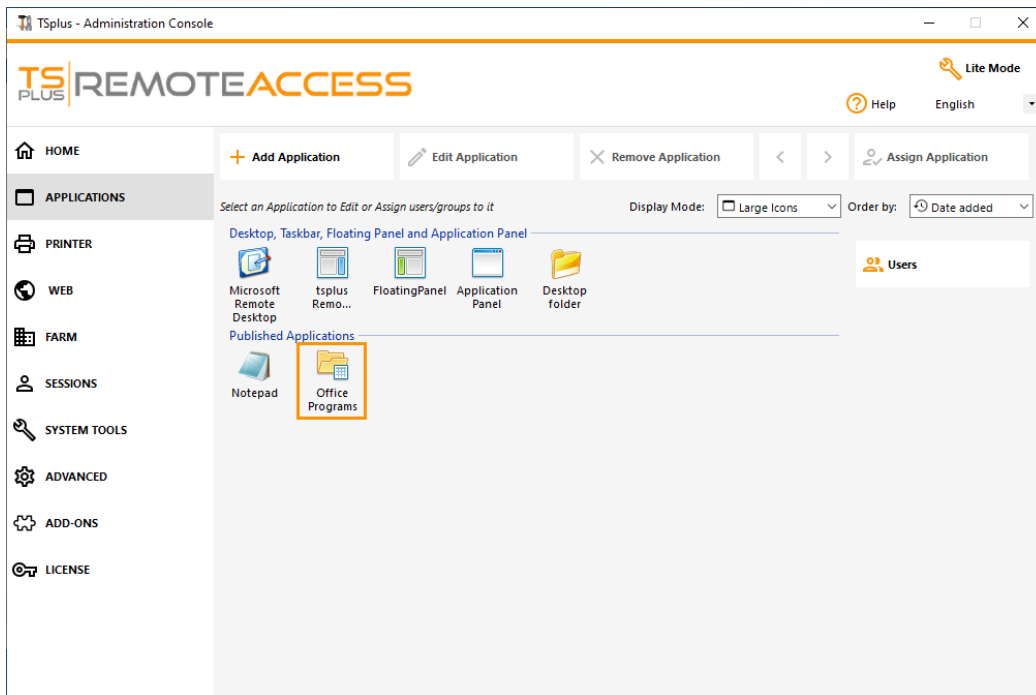 TSplus - Administration Console
TS PLUS REMOTEACCESS
Lite Mode
Help English
HOME
APPLICATIONS
PRINTER
WEB
FARM
SESSIONS
SYSTEM TOOLS
ADVANCED
ADD-ONS
LICENSE
Add Application Edit Application Remove Application Assign Application
Select an Application to Edit or Assign users/groups to it Display Mode: Large Icons Order by: Date added
Desktop, Taskbar, Floating Panel and Application Panel
Microsoft
Remote
Desktop
tsplus
Remo...
FloatingPanel
Application
Panel
Desktop
folder
Users
Published Applications
Notepad
Office
Programs